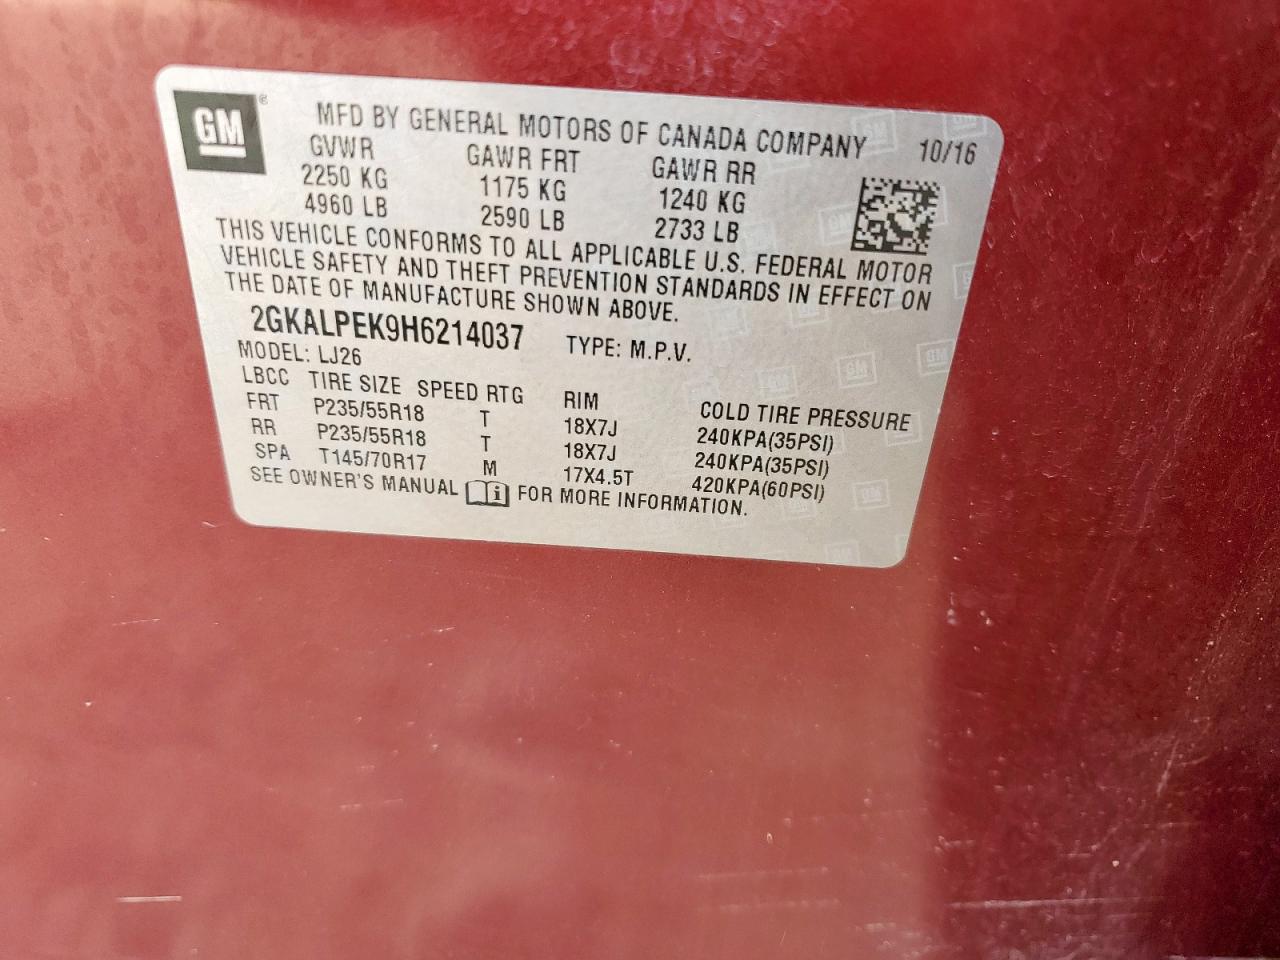 GM®
MFD BY GENERAL MOTORS OF CANADA COMPANY 10/16
GVWR GAWR FRT GAWR RR
2250 KG 1175 KG 1240 KG
4960 LB 2590 LB 2733 LB
THIS VEHICLE CONFORMS TO ALL APPLICABLE U.S. FEDERAL MOTOR
VEHICLE SAFETY AND THEFT PREVENTION STANDARDS IN EFFECT ON
THE DATE OF MANUFACTURE SHOWN ABOVE.
2GKALPEK9H6214037 TYPE: M.P.V.
MODEL: LJ26
LBCC TIRE SIZE SPEED RTG RIM COLD TIRE PRESSURE
FRT P235/55R18 T 18X7J 240KPA(35PSI)
RR P235/55R18 T 18X7J 240KPA(35PSI)
SPA T145/70R17 M 17X4.5T 420KPA(60PSI)
SEE OWNER'S MANUAL i FOR MORE INFORMATION.